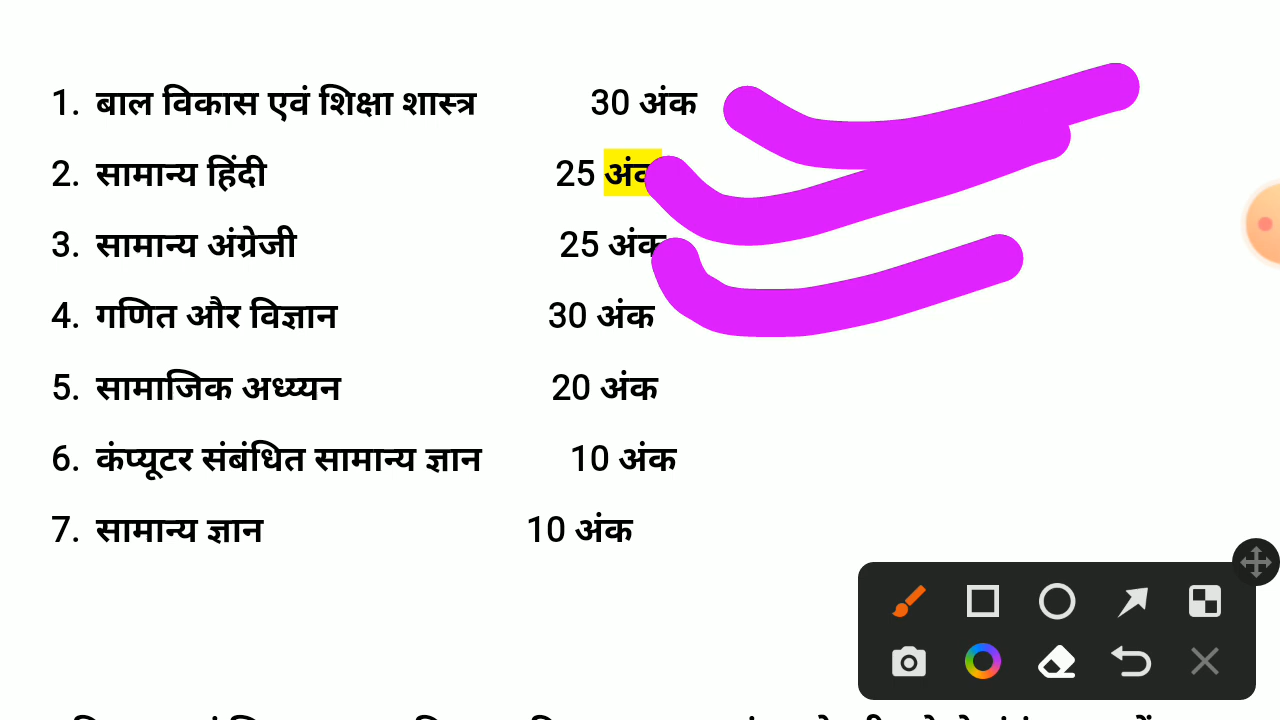 1. बाल विकास एवं शिक्षा शास्त्र 30 अंक
2. सामान्य हिंदी 25 अंक
3. सामान्य अंग्रेजी 25 अंक
4. गणित और विज्ञान 30 अंक
5. सामाजिक अध्य्यन 20 अंक
6. कंप्यूटर संबंधित सामान्य ज्ञान 10 अंक
7. सामान्य ज्ञान 10 अंक